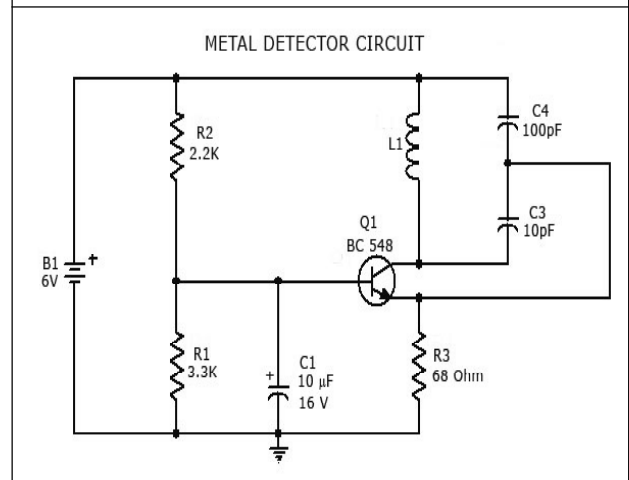 METAL DETECTOR CIRCUIT
C4
100pF
R2
2.2K
L1
C3
10pF
Q1
BC 548
B1
+
6V
R1
3.3K
C1
+
10 µF
16 V
R3
68 Ohm